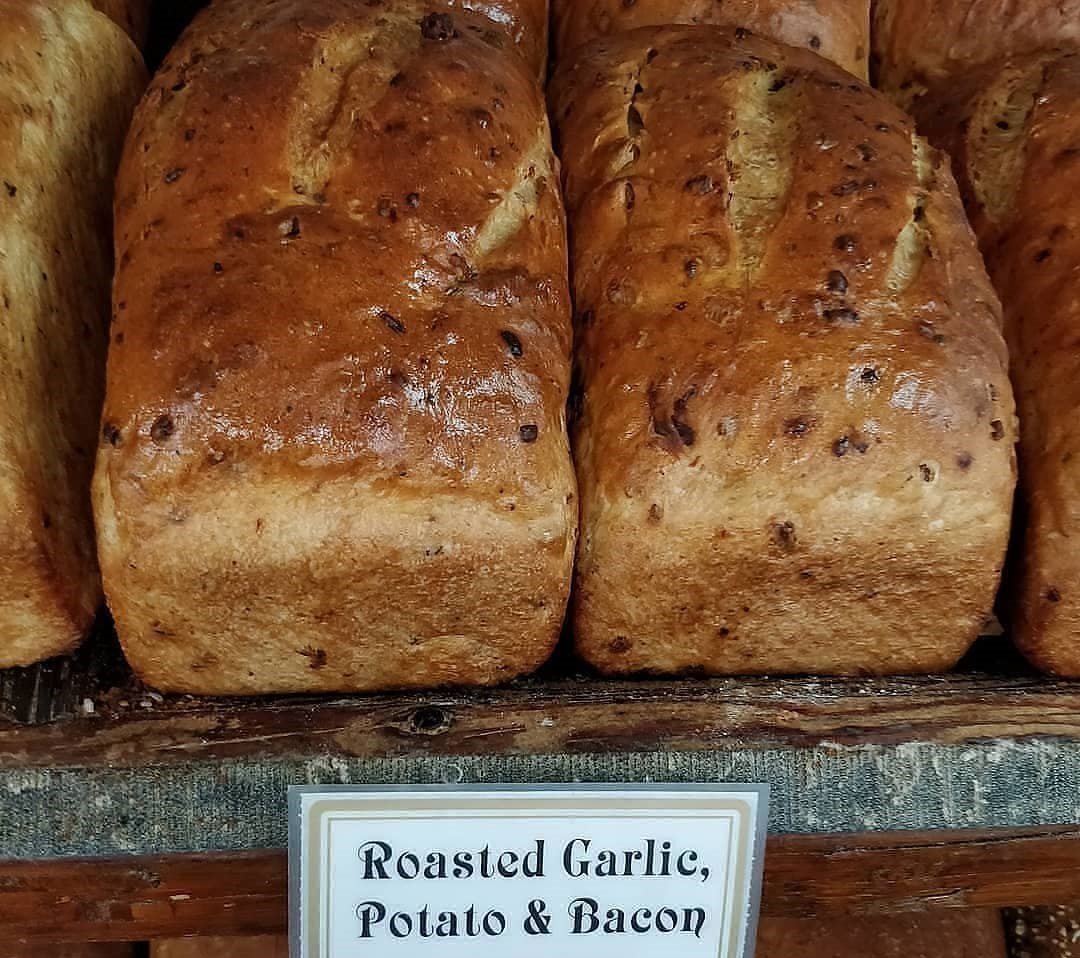 Roasted Garlic,
Potato & Bacon